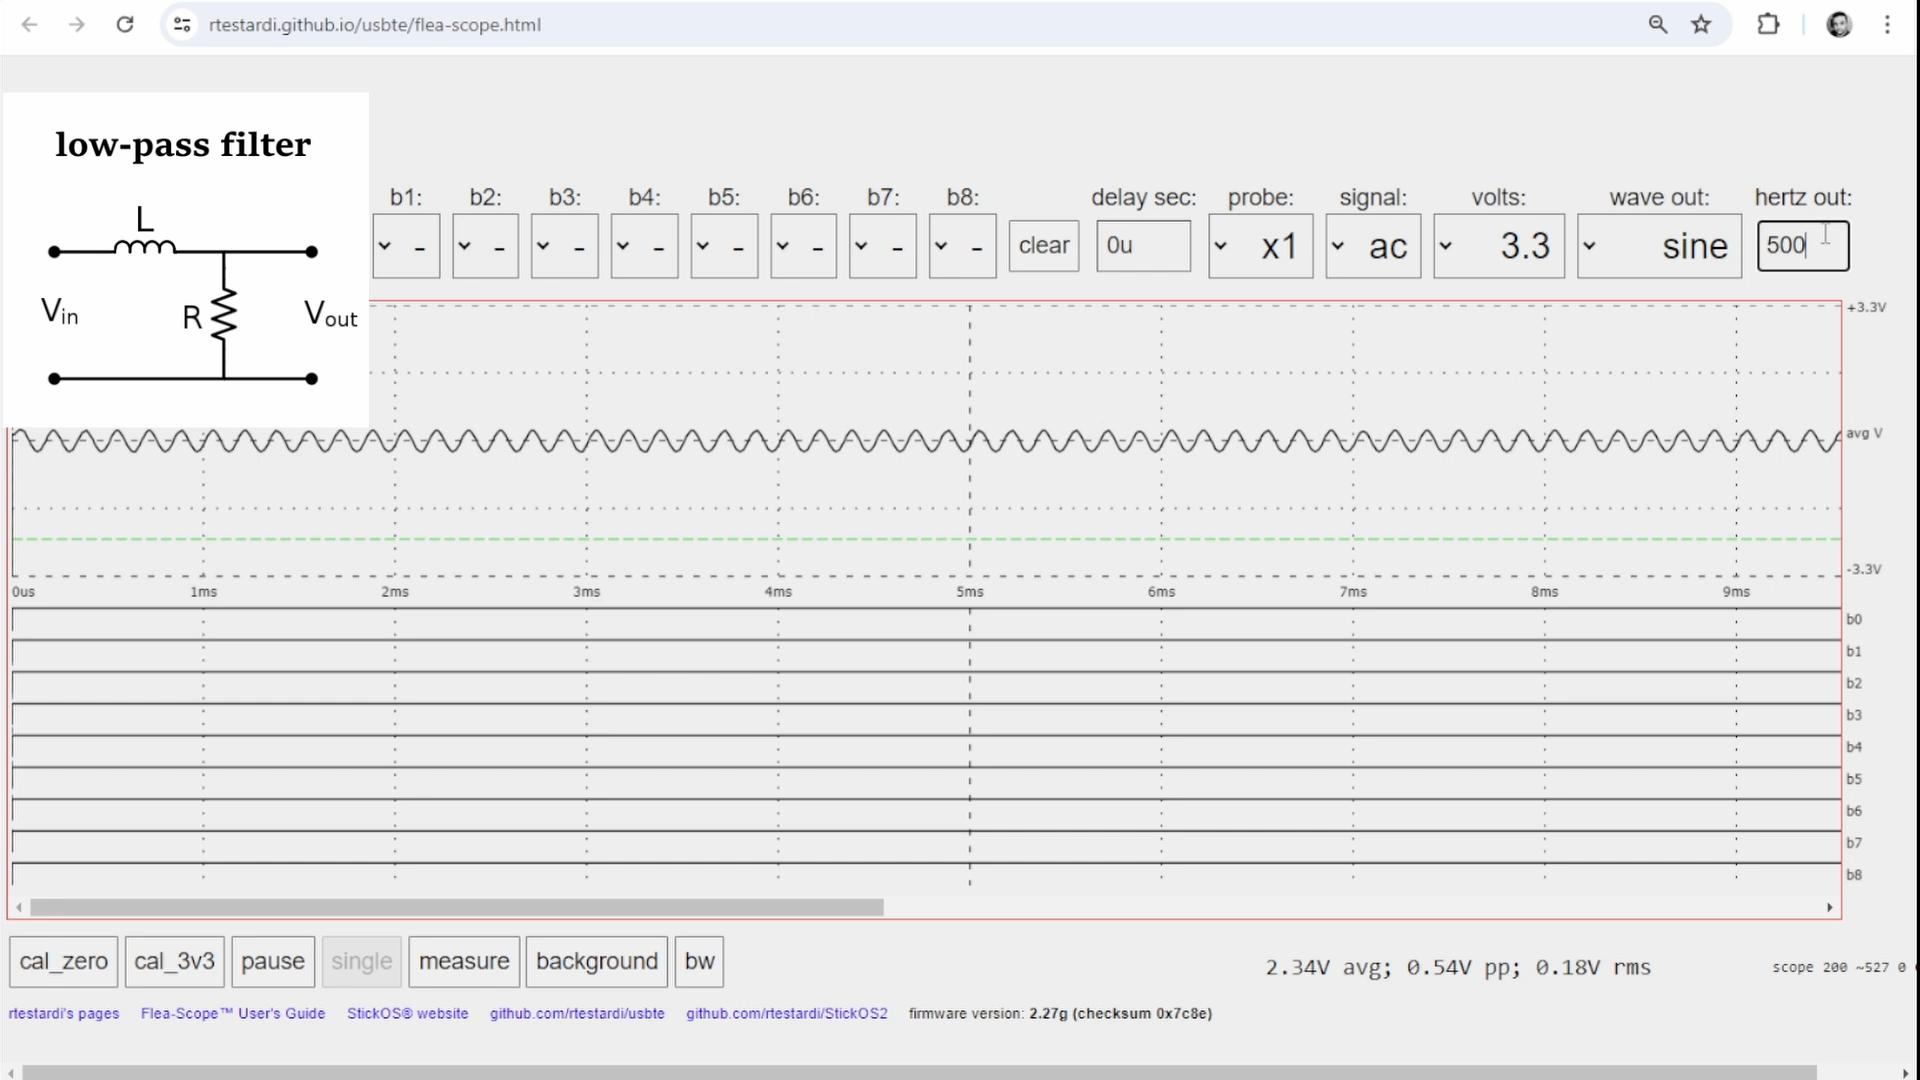 rtestardi.github.io/usbte/flea-scope.html
low-pass filter
L
Vin
R
Vout
b1: b2: b3: b4: b5: b6: b7: b8: delay sec: probe: signal: volts: wave out: hertz out:
- - - - - - - - clear 0u x1 ac 3.3 sine 500
+3.3V
avg V
-3.3V
0us 1ms 2ms 3ms 4ms 5ms 6ms 7ms 8ms 9ms
b0
b1
b2
b3
b4
b5
b6
b7
b8
cal_zero cal_3v3 pause single measure background bw 2.34V avg; 0.54V pp; 0.18V rms scope 200 ~527 0
rtestardi's pages Flea-Scope™ User's Guide StickOS® website github.com/rtestardi/usbte github.com/rtestardi/StickOS2 firmware version: 2.27g (checksum 0x7c8e)